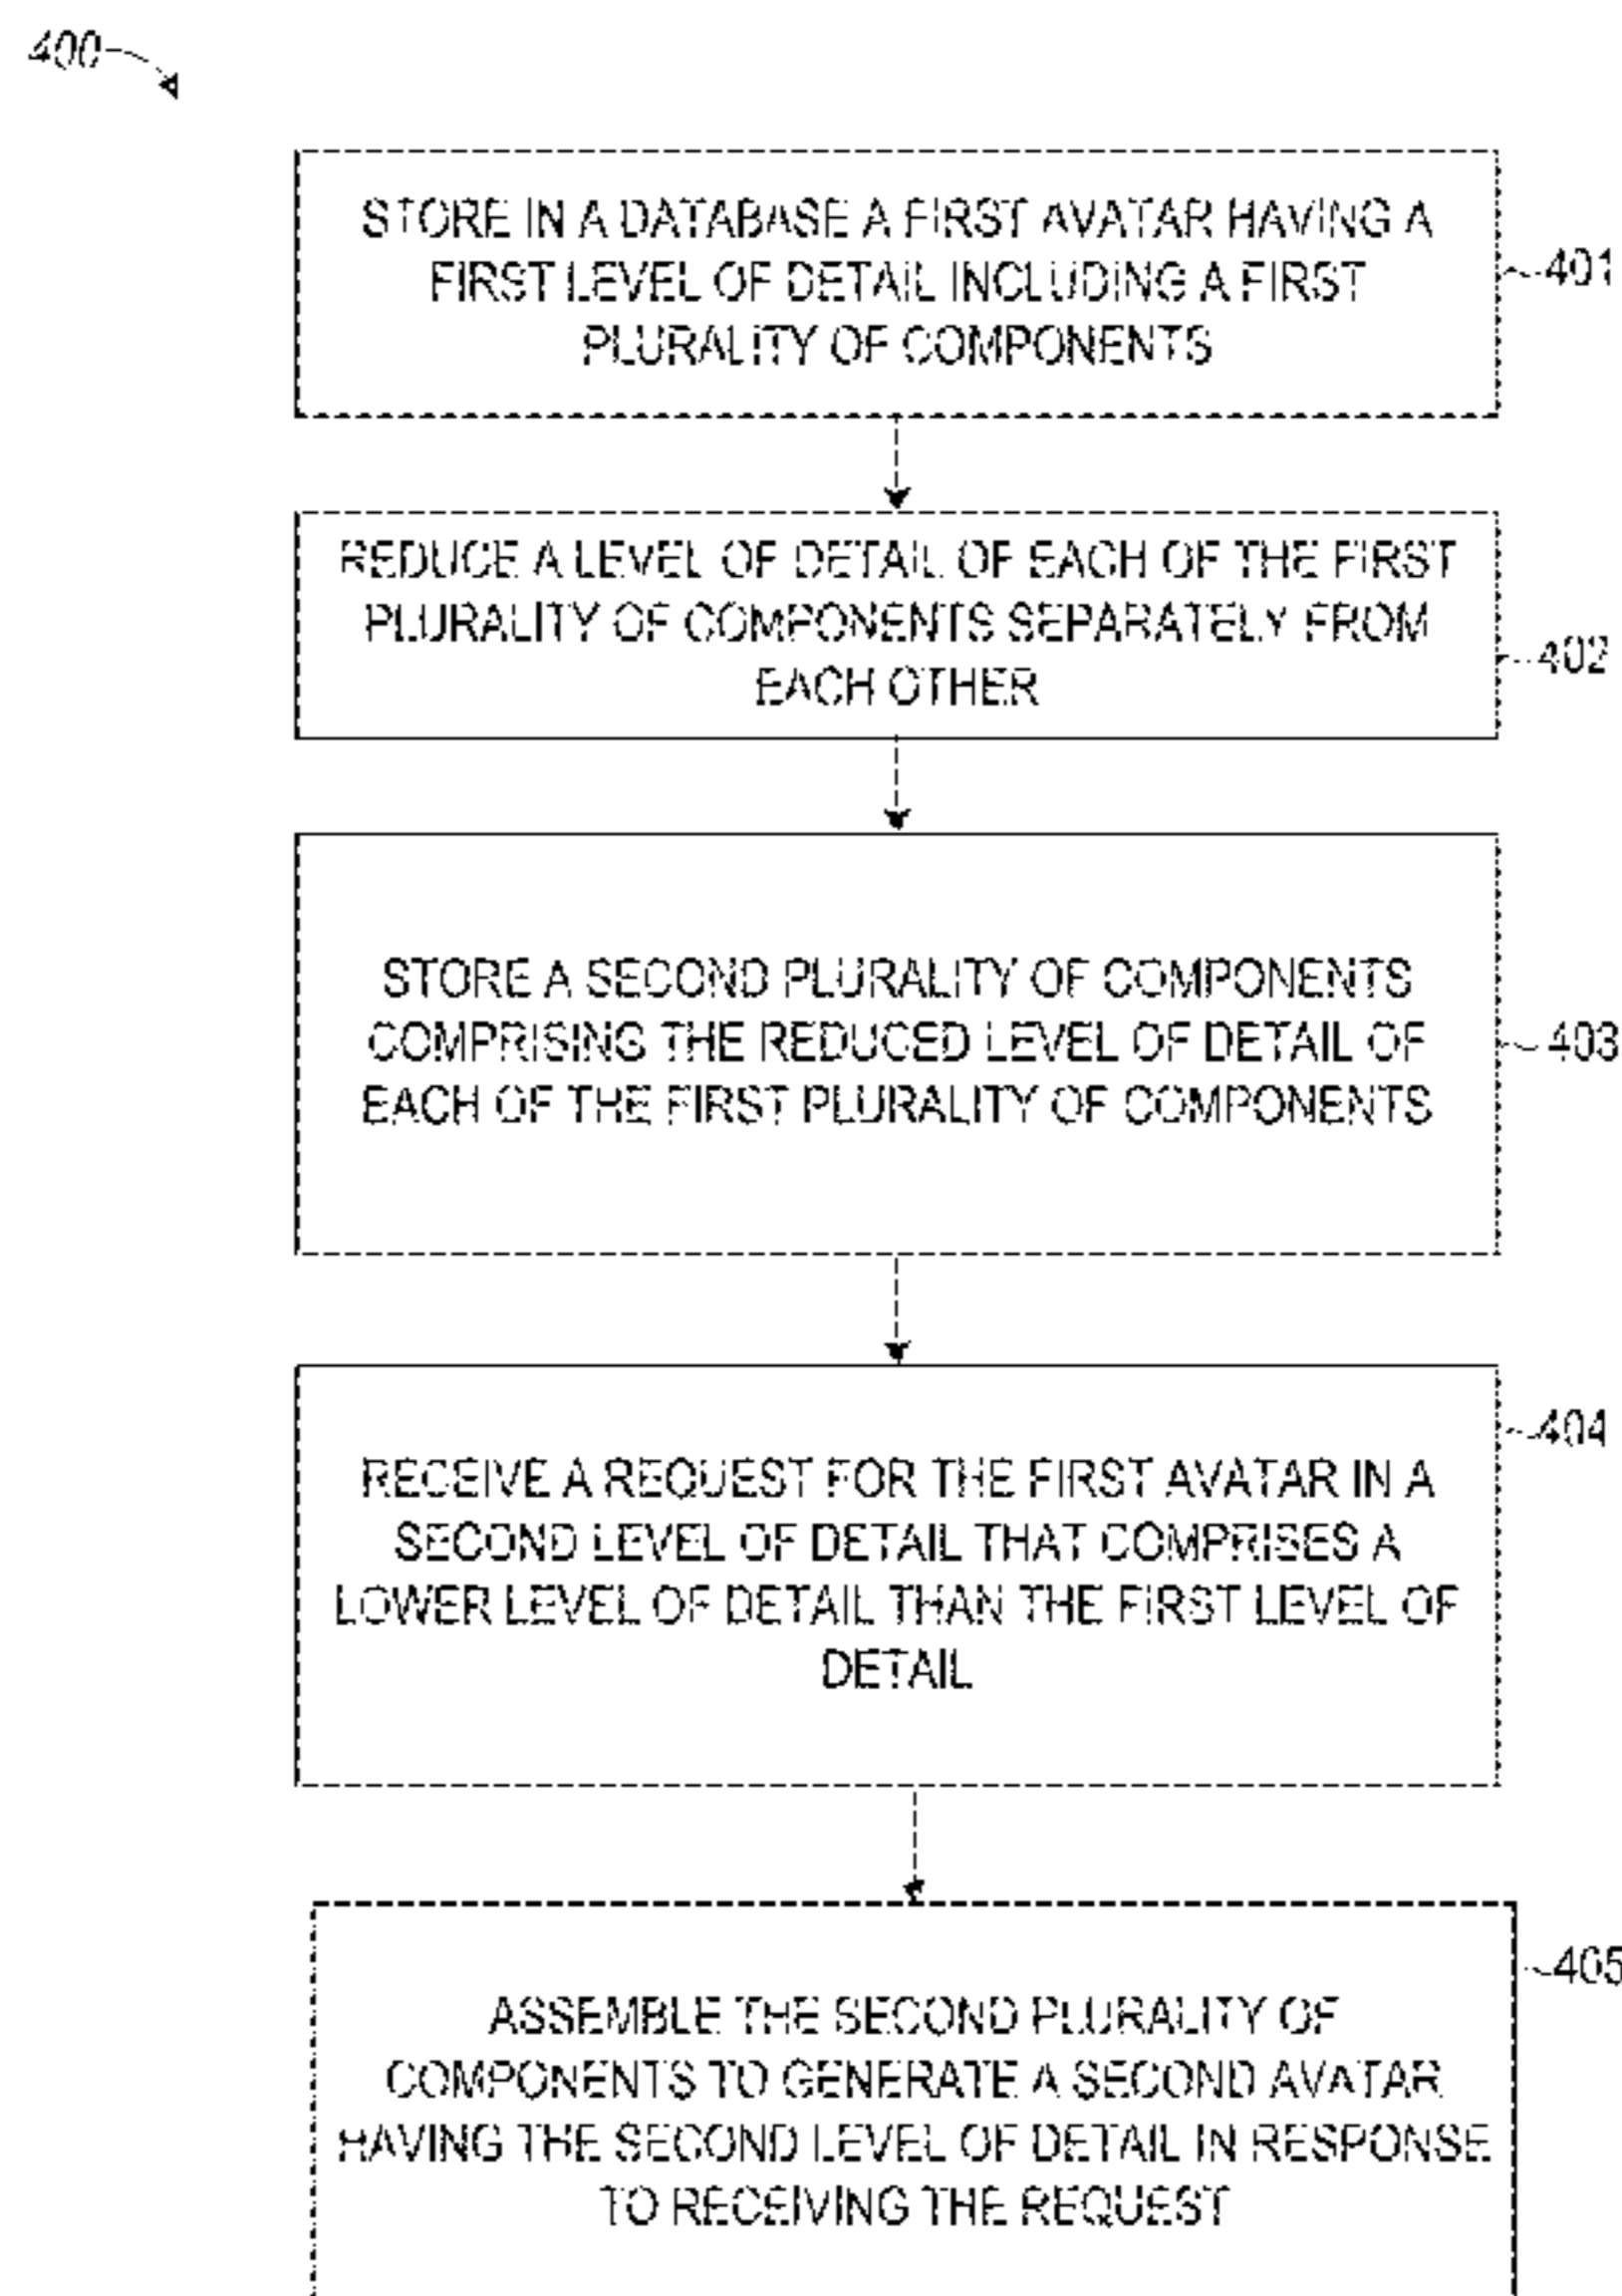 400
STORE IN A DATABASE A FIRST AVATAR HAVING A
FIRST LEVEL OF DETAIL INCLUDING A FIRST
PLURALITY OF COMPONENTS
401
REDUCE A LEVEL OF DETAIL OF EACH OF THE FIRST
PLURALITY OF COMPONENTS SEPARATELY FROM
EACH OTHER
402
STORE A SECOND PLURALITY OF COMPONENTS
COMPRISING THE REDUCED LEVEL OF DETAIL OF
EACH OF THE FIRST PLURALITY OF COMPONENTS
403
RECEIVE A REQUEST FOR THE FIRST AVATAR IN A
SECOND LEVEL OF DETAIL THAT COMPRISES A
LOWER LEVEL OF DETAIL THAN THE FIRST LEVEL OF
DETAIL
404
ASSEMBLE THE SECOND PLURALITY OF
COMPONENTS TO GENERATE A SECOND AVATAR
HAVING THE SECOND LEVEL OF DETAIL IN RESPONSE
TO RECEIVING THE REQUEST
405